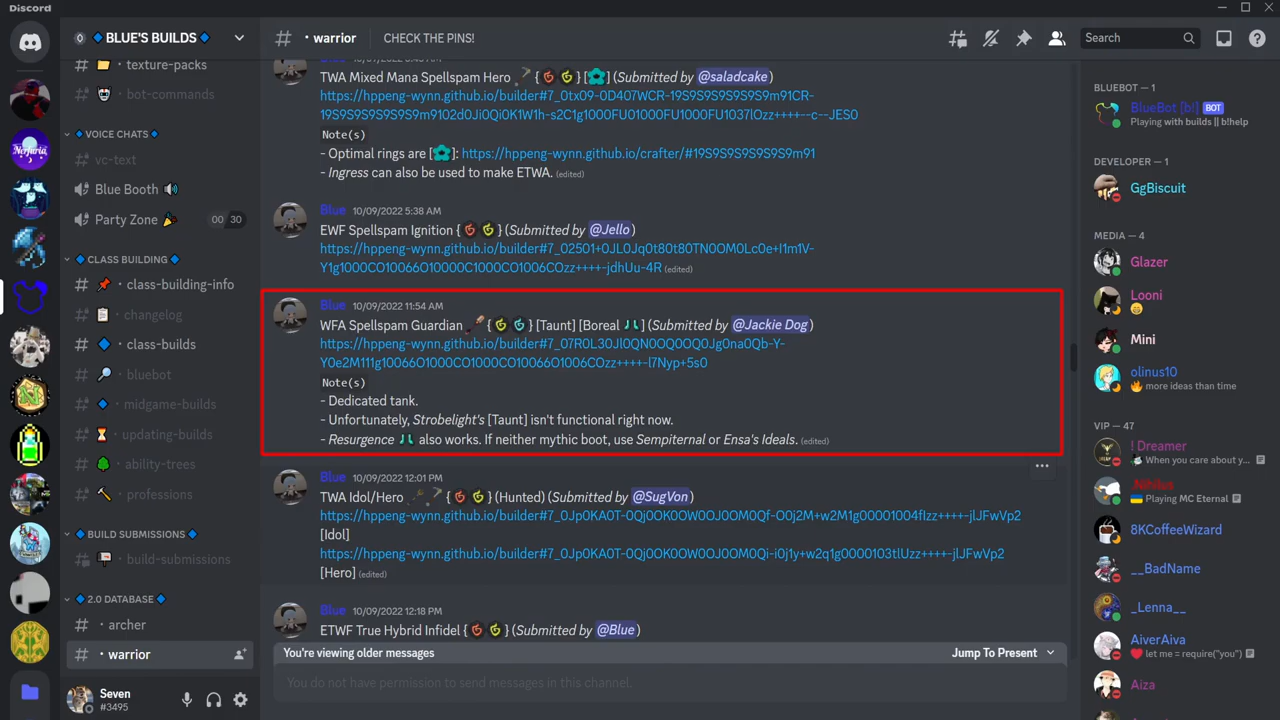 Discord
BLUE'S BUILDS
texture-packs
bot-commands
VOICE CHATS
vc-text
Blue Booth
Party Zone
00 30
CLASS BUILDING
class-building-info
changelog
class-builds
bluebot
midgame-builds
updating-builds
ability-trees
professions
BUILD SUBMISSIONS
build-submissions
2.0 DATABASE
archer
warrior
Seven
#3495
# · warrior CHECK THE PINS!
Search
TWA Mixed Mana Spellspam Hero { } [ ] (Submitted by @saladcake)
https://hppeng-wynn.github.io/builder#7_0tx09-0D407WCR-19S9S9S9S9S9S9m91CR-
19S9S9S9S9S9S9m9102d0Ji0Qi0K1W1h-s2C1g1000FU01000FU1000FU1037lOzz++++--c--JES0
Note(s)
- Optimal rings are [ ]: https://hppeng-wynn.github.io/crafter/#19S9S9S9S9S9S9m91
- Ingress can also be used to make ETWA. (edited)
Blue 10/09/2022 5:38 AM
EWF Spellspam Ignition { } (Submitted by @Jello)
https://hppeng-wynn.github.io/builder#7_02501+0JL0Jq0t80t80TN0OM0Lc0e+I1m1V-
Y1g1000CO10066O10000C1000CO1006COzz++++-jdhUu-4R (edited)
Blue 10/09/2022 11:54 AM
WFA Spellspam Guardian { } [Taunt] [Boreal ] (Submitted by @Jackie Dog)
https://hppeng-wynn.github.io/builder#7_07R0L30Jl0QN0OQ0OQ0Jg0na0Qb-Y-
Y0e2M111g10066O1000CO1000CO10066O1006COzz++++-l7Nyp+5s0
Note(s)
- Dedicated tank.
- Unfortunately, Strobelight's [Taunt] isn't functional right now.
- Resurgence also works. If neither mythic boot, use Sempiternal or Ensa's Ideals. (edited)
Blue 10/09/2022 12:01 PM
TWA Idol/Hero { } (Hunted) (Submitted by @SugVon)
https://hppeng-wynn.github.io/builder#7_0Jp0KA0T-0Qj0OK0OW0OJ0OM0Qf-O0j2M+w2M1g00001004fIzz++++-jlJFwVp2
[Idol]
https://hppeng-wynn.github.io/builder#7_0Jp0KA0T-0Qj0OK0OW0OJ0OM0Qi-i0j1y+w2q1g0000103tlUzz++++-jlJFwVp2
[Hero] (edited)
Blue 10/09/2022 12:18 PM
ETWF True Hybrid Infidel { } (Submitted by @Blue)
You're viewing older messages
Jump To Present
You do not have permission to send messages in this channel.
BLUEBOT — 1
BlueBot [b!] BOT
Playing with builds || b!help
DEVELOPER — 1
GgBiscuit
MEDIA — 4
Glazer
Looni
Mini
olinus10
more ideas than time
VIP — 47
! Dreamer
When you care about y...
.Nihilus
Playing MC Eternal
8KCoffeeWizard
__BadName
_Lenna__
AiverAiva
let me = require("you")
Aiza